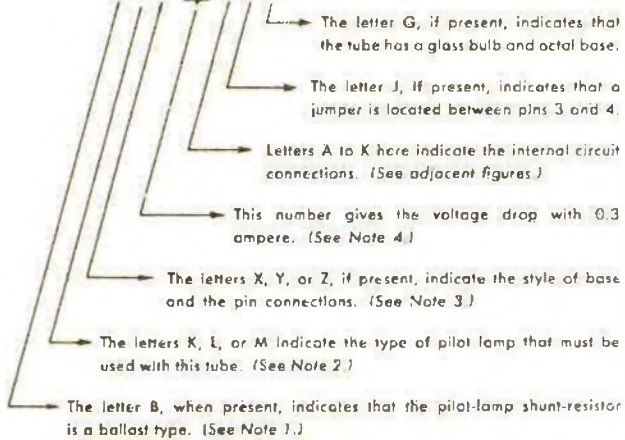 The letter G, if present, indicates that
the tube has a glass bulb and octal base.
The letter J, if present, indicates that a
jumper is located between pins 3 and 4.
Letters A to K here indicate the internal circuit
connections. (See adjacent figures.)
This number gives the voltage drop with 0.3
ampere. (See Note 4.)
The letters X, Y, or Z, if present, indicate the style of base
and the pin connections. (See Note 3.)
The letters K, L, or M indicate the type of pilot lamp that must be
used with this tube. (See Note 2.)
The letter B, when present, indicates that the pilot-lamp shunt-resistor
is a ballast type. (See Note 1.)